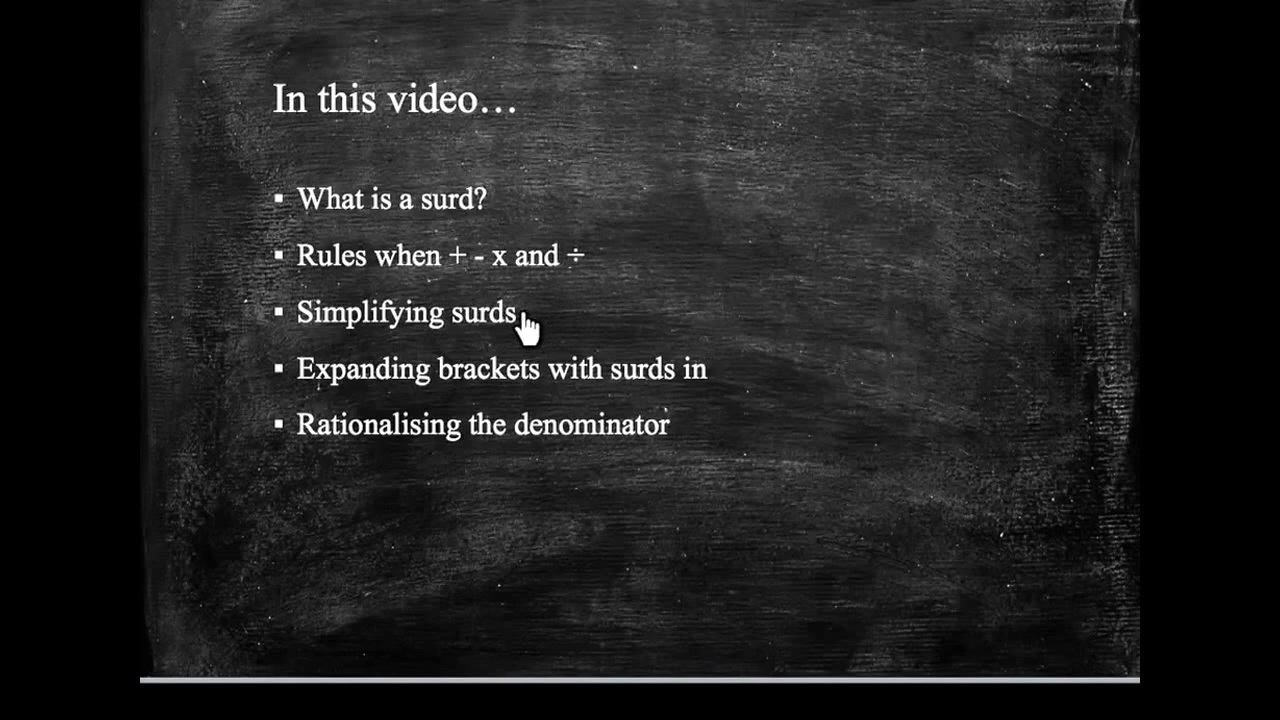 In this video…
▪ What is a surd?
▪ Rules when + - x and ÷
▪ Simplifying surds
▪ Expanding brackets with surds in
▪ Rationalising the denominator